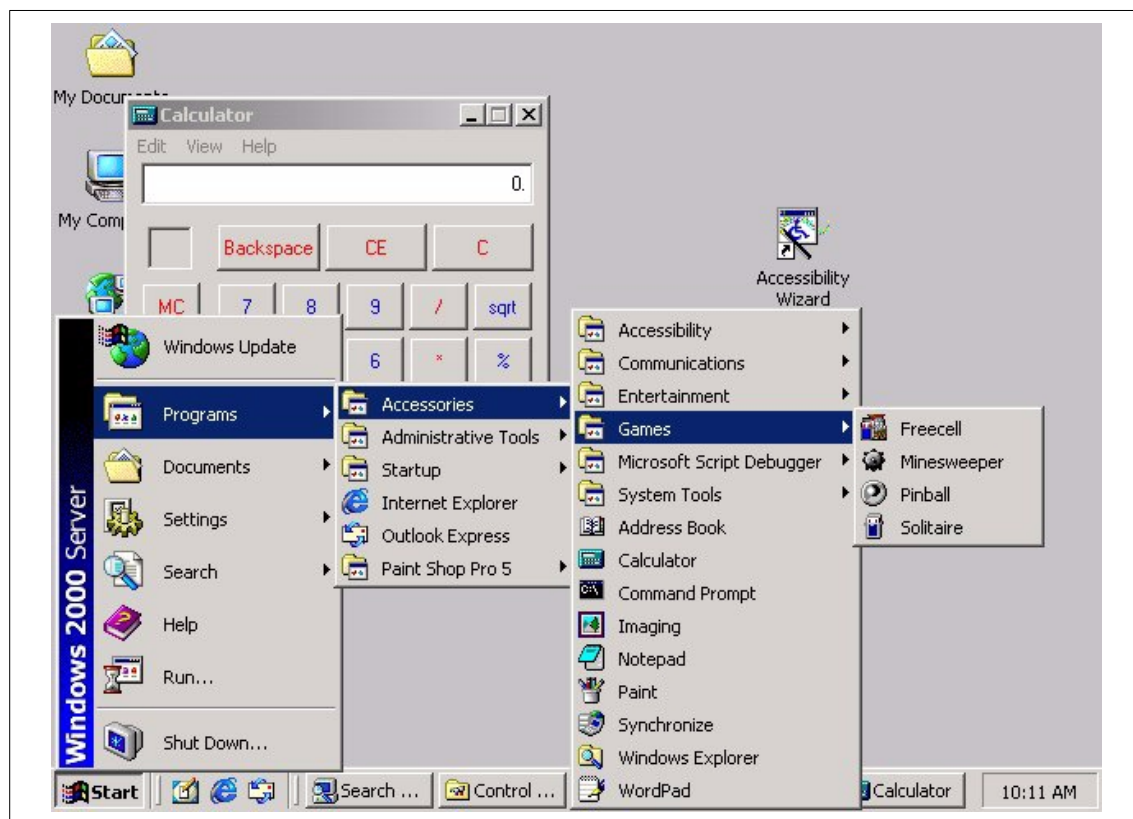 My Documents
Calculator
Edit View Help
0.
My Comp
Backspace CE C
Accessibility
Wizard
MC 7 8 9 / sqrt
6 * %
Windows 2000 Server
Windows Update
Programs
Documents
Settings
Search
Help
Run...
Shut Down...
Accessories
Administrative Tools
Startup
Internet Explorer
Outlook Express
Paint Shop Pro 5
Accessibility
Communications
Entertainment
Games
Microsoft Script Debugger
System Tools
Address Book
Calculator
Command Prompt
Imaging
Notepad
Paint
Synchronize
Windows Explorer
WordPad
Freecell
Minesweeper
Pinball
Solitaire
Start Search ... Control ... Calculator 10:11 AM